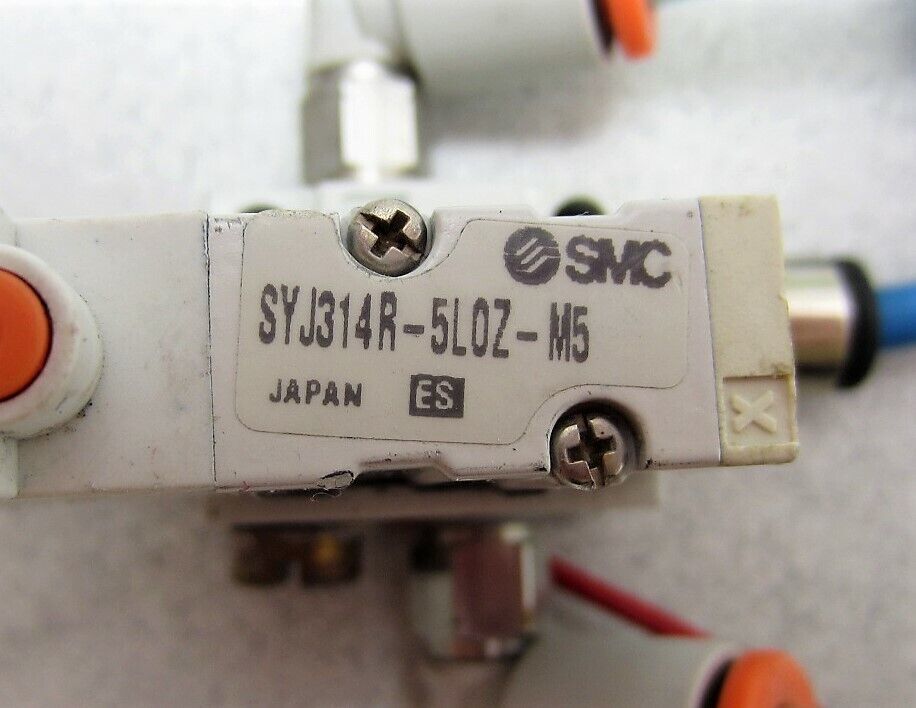 SMC
SYJ314R-5LOZ-M5
JAPAN ES
X